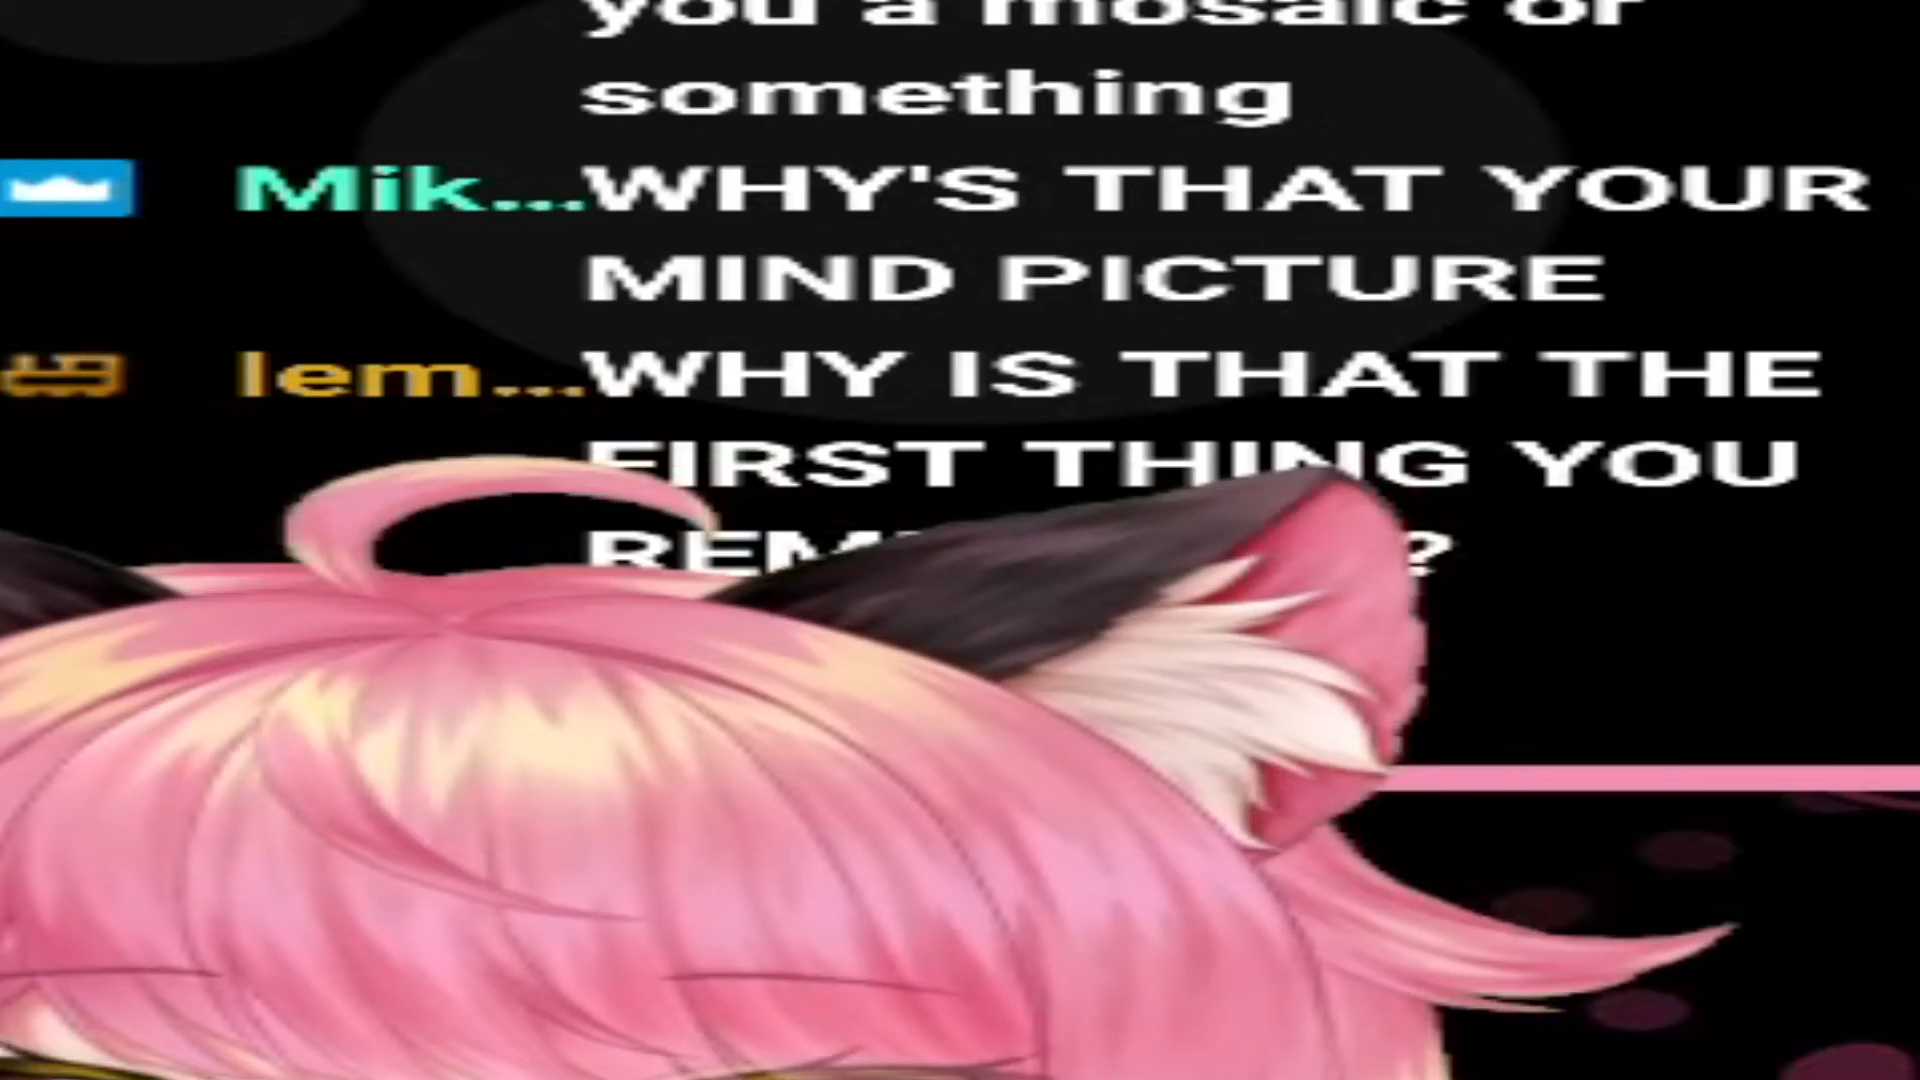 you a mosaic or
something
Mik...WHY'S THAT YOUR
MIND PICTURE
lem...WHY IS THAT THE
FIRST THING YOU
?